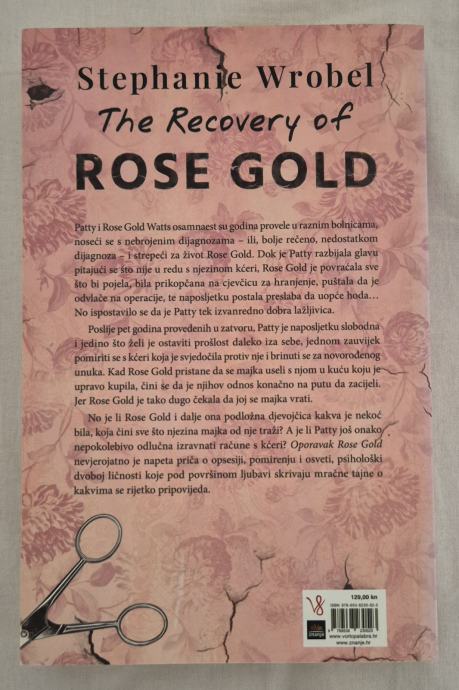 Stephanie Wrobel
The Recovery of
ROSE GOLD
Patty i Rose Gold Watts osamnaest su godina provele u raznim bolnicama,
noseći se s nebrojenim dijagnozama – ili, bolje rečeno, nedostatkom
dijagnoza – i strepeći za život Rose Gold. Dok je Patty razbijala glavu
pitajući se što nije u redu s njezinom kćeri, Rose Gold je povraćala sve
što bi pojela, bila prikopčana na cjevčicu za hranjenje, puštala da je
odvlače na operacije, te naposljetku postala preslaba da uopće hoda…
No ispostavilo se da je Patty tek izvanredno dobra lažljivica.
Poslije pet godina provedenih u zatvoru, Patty je naposljetku slobodna
i jedino što želi je ostaviti prošlost daleko iza sebe, jednom zauvijek
pomiriti se s kćeri koja je svjedočila protiv nje i brinuti se za novorođenog
unuka. Kad Rose Gold pristane da se majka useli s njom u kuću koju je
upravo kupila, čini se da je njihov odnos konačno na putu da zacijeli.
Jer Rose Gold je tako dugo čekala da joj se majka vrati.
No je li Rose Gold i dalje ona podložna djevojčica kakva je nekoć
bila, koja čini sve što njezina majka od nje traži? A je li Patty još onako
nepokolebivo odlučna izravnati račune s kćeri? Oporavak Rose Gold
nevjerojatno je napeta priča o opsesiji, pomirenju i osveti, psihološki
dvoboj ličnosti koje pod površinom ljubavi skrivaju mračne tajne o
kakvima se rijetko pripovijeda.
129,00 kn
znanje
www.vortopalabra.hr
www.znanje.hr